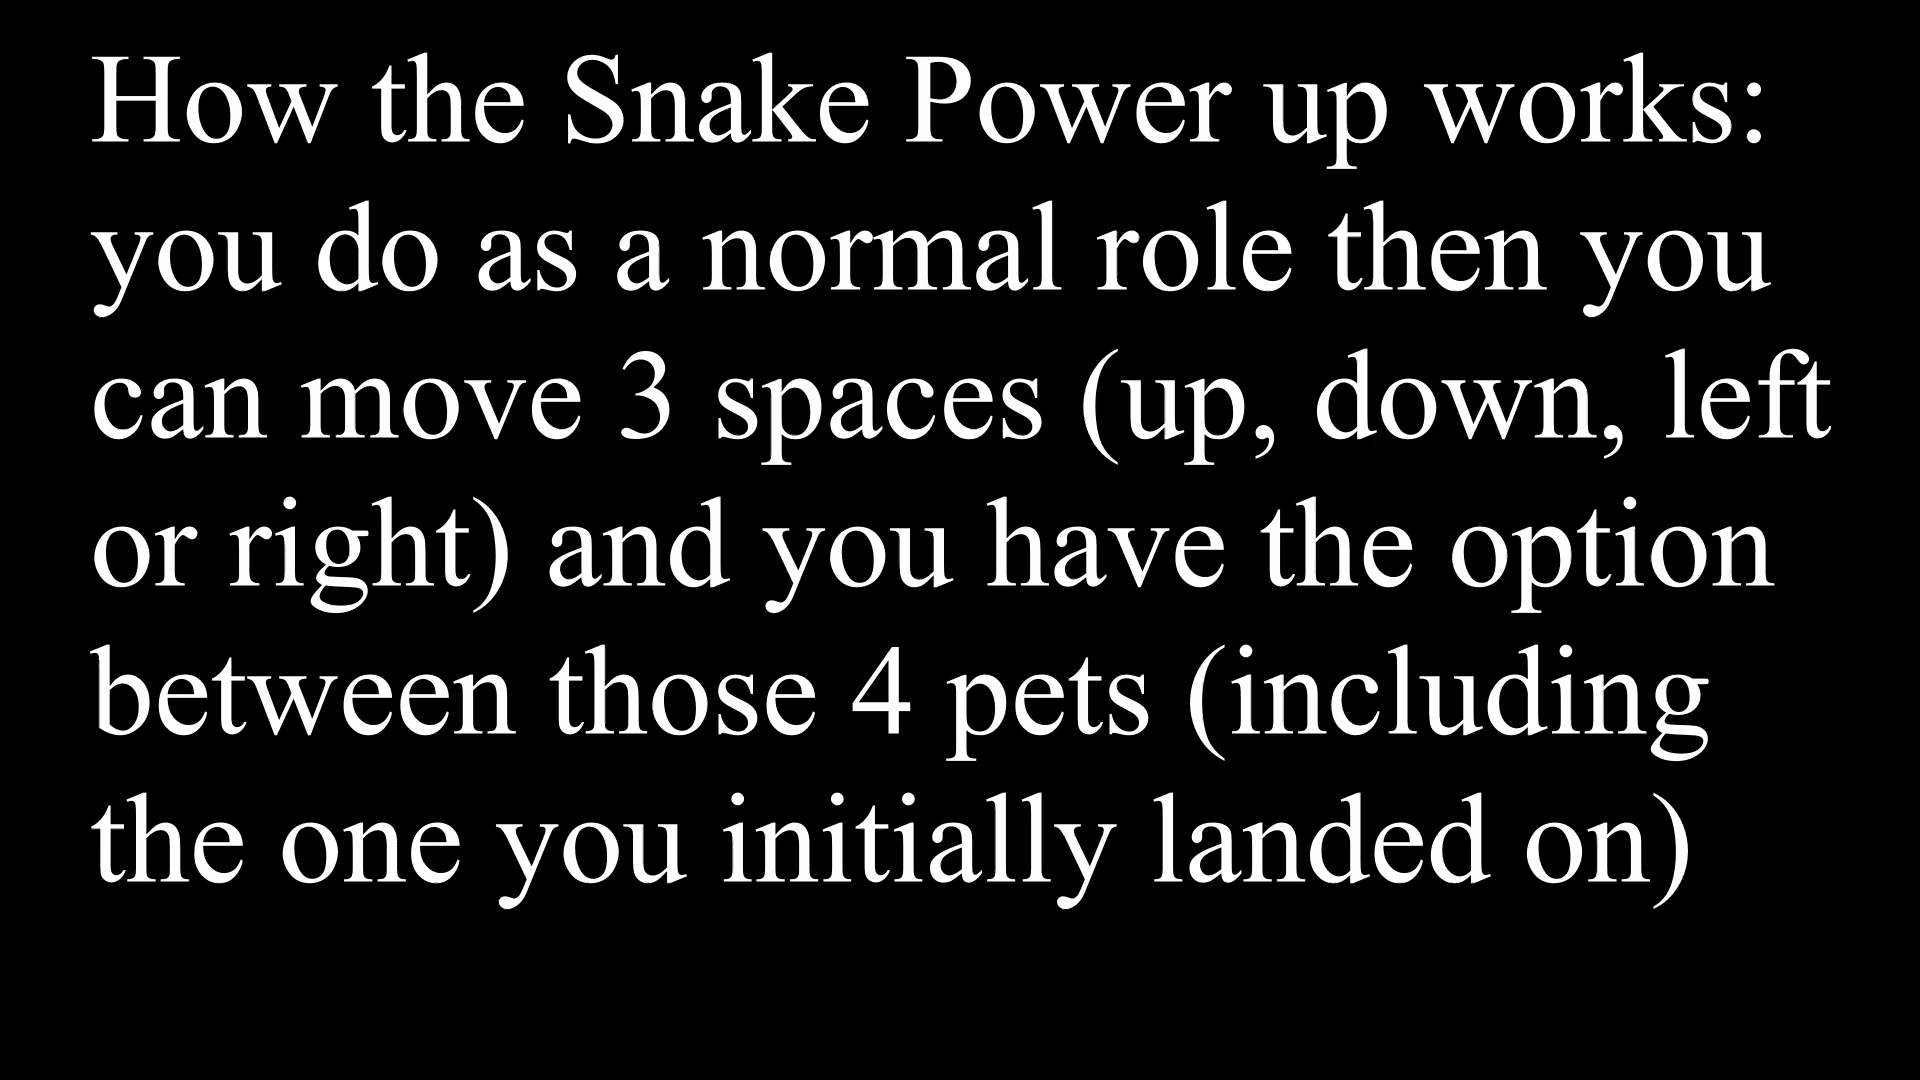 How the Snake Power up works:
you do as a normal role then you
can move 3 spaces (up, down, left
or right) and you have the option
between those 4 pets (including
the one you initially landed on)